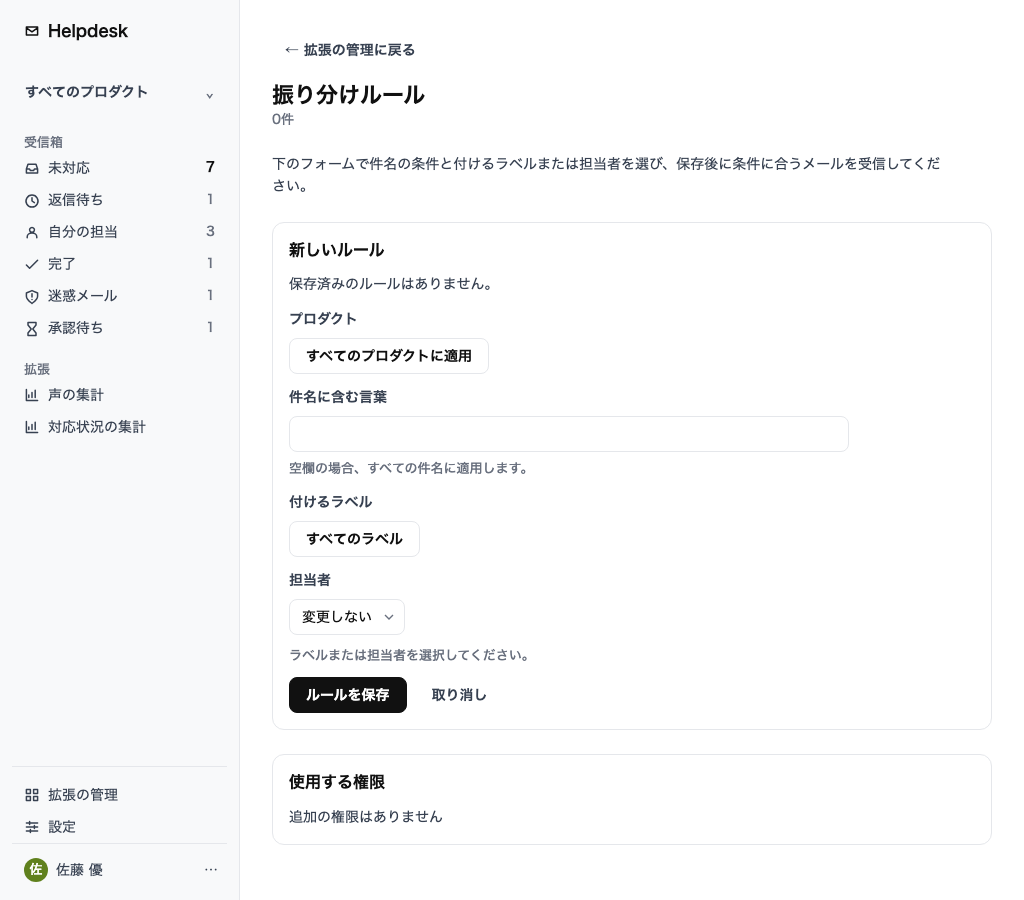 Helpdesk
すべてのプロダクト
受信箱
未対応 7
返信待ち 1
自分の担当 3
完了 1
迷惑メール 1
承認待ち 1
拡張
声の集計
対応状況の集計
拡張の管理
設定
佐 佐藤 優 ...
← 拡張の管理に戻る
振り分けルール
0件
下のフォームで件名の条件と付けるラベルまたは担当者を選び、保存後に条件に合うメールを受信してくだ
さい。
新しいルール
保存済みのルールはありません。
プロダクト
すべてのプロダクトに適用
件名に含む言葉
空欄の場合、すべての件名に適用します。
付けるラベル
すべてのラベル
担当者
変更しない
ラベルまたは担当者を選択してください。
ルールを保存 取り消し
使用する権限
追加の権限はありません